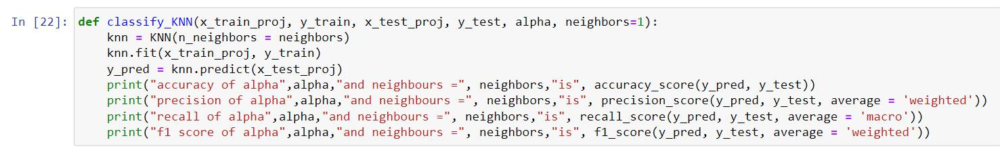 In [22]: def classify_KNN(x_train_proj, y_train, x_test_proj, y_test, alpha, neighbors=1):
    knn = KNN(n_neighbors = neighbors)
    knn.fit(x_train_proj, y_train)
    y_pred = knn.predict(x_test_proj)
    print("accuracy of alpha",alpha,"and neighbours =", neighbors,"is", accuracy_score(y_pred, y_test))
    print("precision of alpha",alpha,"and neighbours =", neighbors,"is", precision_score(y_pred, y_test, average = 'weighted'))
    print("recall of alpha",alpha,"and neighbours =", neighbors,"is", recall_score(y_pred, y_test, average = 'macro'))
    print("f1 score of alpha",alpha,"and neighbours =", neighbors,"is", f1_score(y_pred, y_test, average = 'weighted'))